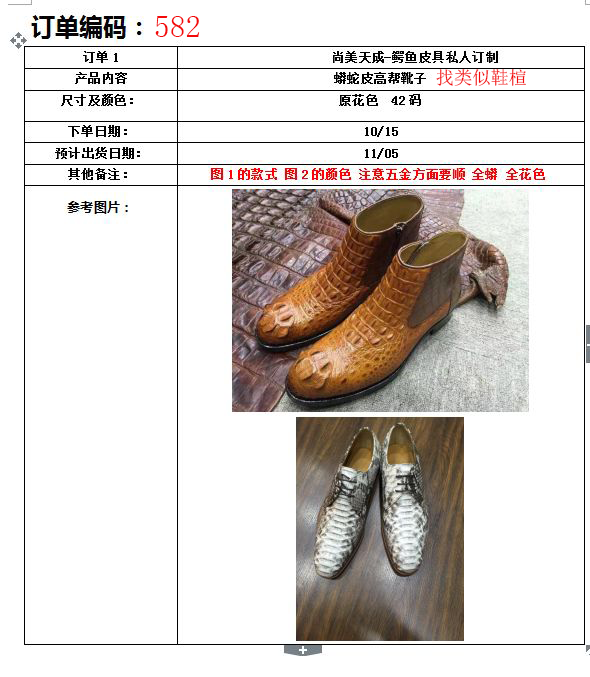 订单编码：582
订单 1 尚美天成-鳄鱼皮具私人订制
产品内容 蟒蛇皮高帮靴子 找类似鞋楦
尺寸及颜色： 原花色 42 码
下单日期： 10/15
预计出货日期： 11/05
其他备注： 图 1 的款式 图 2 的颜色 注意五金方面要顺 全蟒 全花色
参考图片：